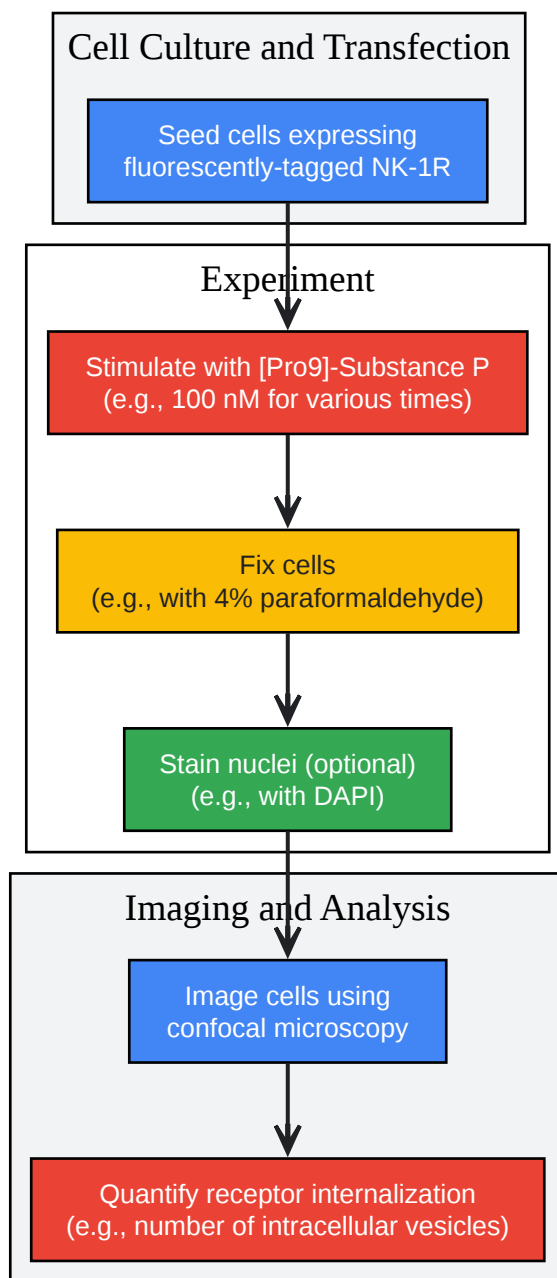 Cell Culture and Transfection
Seed cells expressing
fluorescently-tagged NK-1R
Experiment
Stimulate with [Pro9]-Substance P
(e.g., 100 nM for various times)
Fix cells
(e.g., with 4% paraformaldehyde)
Stain nuclei (optional)
(e.g., with DAPI)
Imaging and Analysis
Image cells using
confocal microscopy
Quantify receptor internalization
(e.g., number of intracellular vesicles)